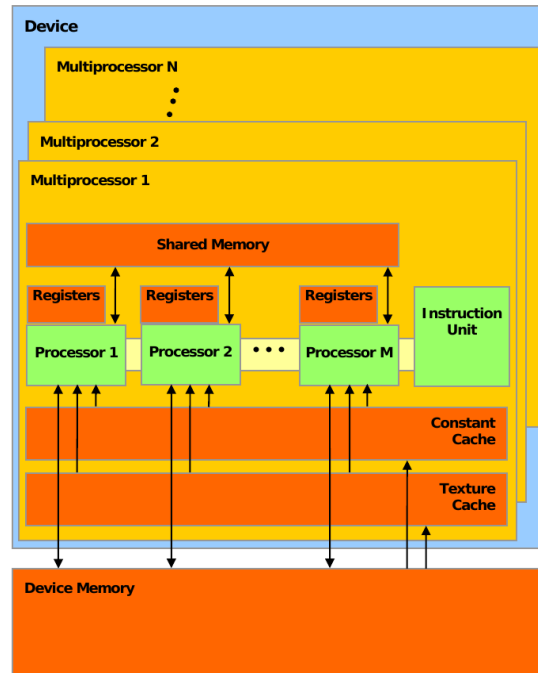 Device
Multiprocessor N
Multiprocessor 2
Multiprocessor 1
Shared Memory
Registers
Registers
Registers
Instruction
Unit
Processor 1
Processor 2
Processor M
Constant
Cache
Texture
Cache
Device Memory